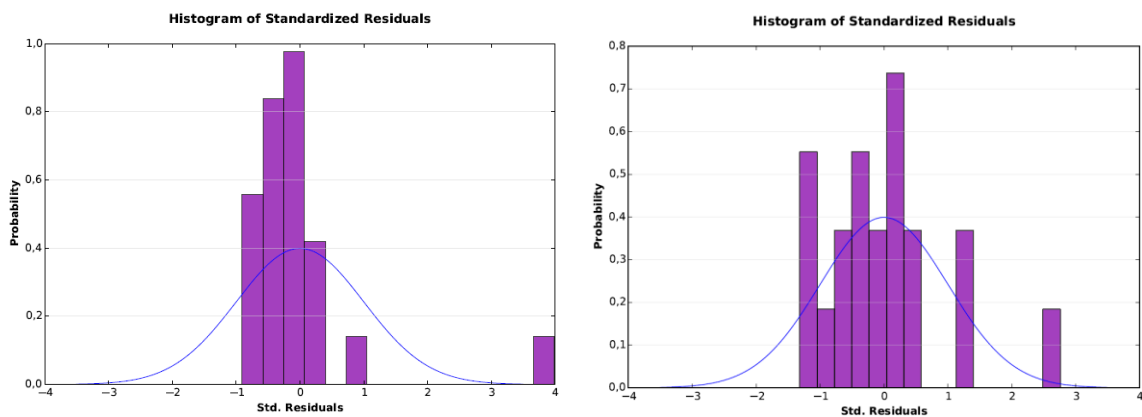 Histogram of Standardized Residuals
1,0
0,8
0,6
0,4
0,2
0,0
Probability
−4 −3 −2 −1 0 1 2 3 4
Std. Residuals
Histogram of Standardized Residuals
0,8
0,7
0,6
0,5
0,4
0,3
0,2
0,1
0,0
Probability
−4 −3 −2 −1 0 1 2 3 4
Std. Residuals